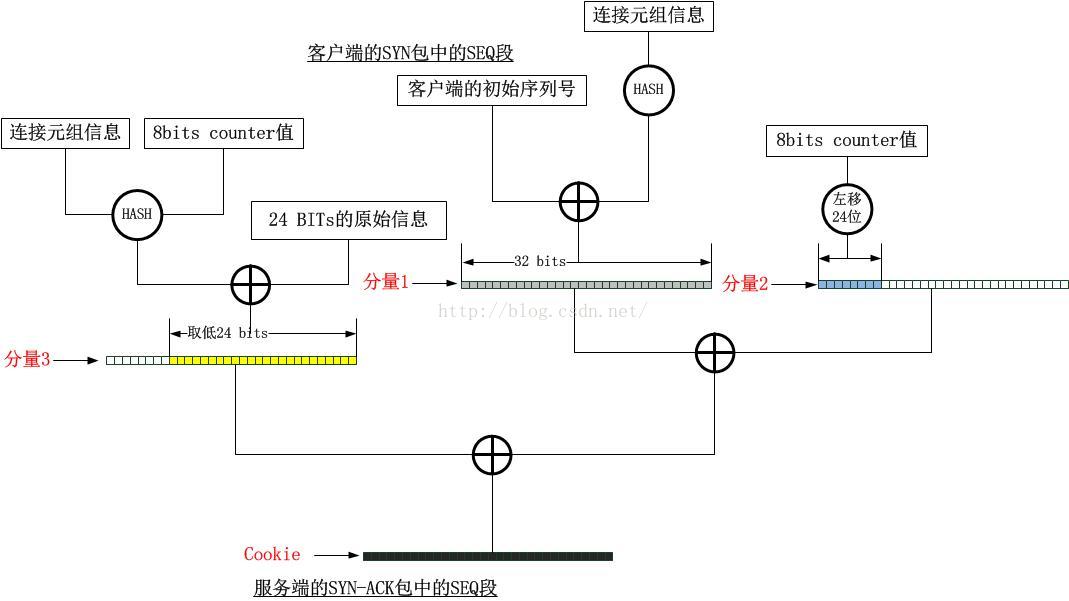 连接元组信息
客户端的SYN包中的SEQ段
客户端的初始序列号
HASH
连接元组信息
8bits counter值
8bits counter值
HASH
24 BITs的原始信息
左移
24位
32 bits
分量1
分量2
http://blog.csdn.net/
取低24 bits
分量3
Cookie
服务端的SYN-ACK包中的SEQ段